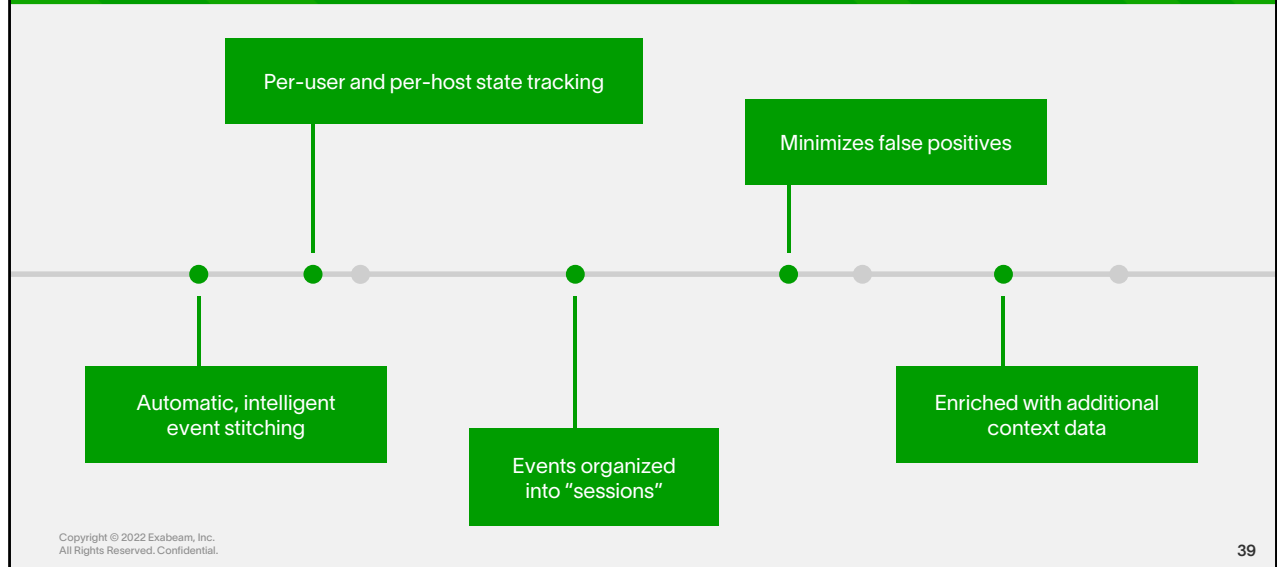 Per-user and per-host state tracking
Minimizes false positives
Automatic, intelligent
event stitching
Events organized
into “sessions”
Enriched with additional
context data
Copyright © 2022 Exabeam, Inc.
All Rights Reserved. Confidential.
39